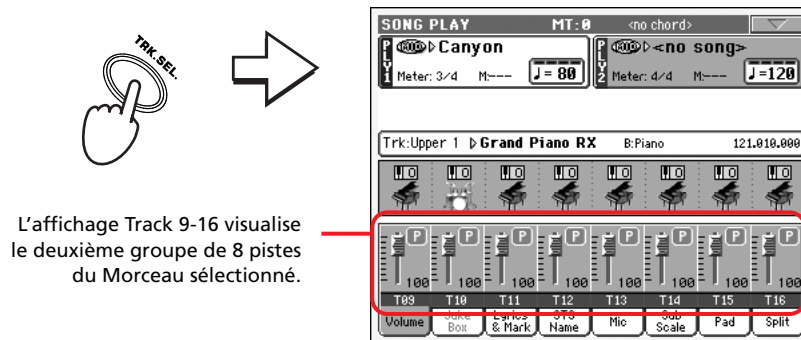 TRK.SEL.
L'affichage Track 9-16 visualise
le deuxième groupe de 8 pistes
du Morceau sélectionné.
SONG PLAY MT:0 <no chord>
PLY1 Canyon
Meter: 3/4 M:--- ♩= 80
PLY2 <no song>
Meter: 4/4 M:--- ♩=120
Trk:Upper 1 ▷Grand Piano RX B:Piano 121.010.000
P P P P P P P P
100 100 100 100 100 100 100 100
T09 T10 T11 T12 T13 T14 T15 T16
Volume Juke Box Lyrics & Mark STS Name Mic Sub Scale Pad Split